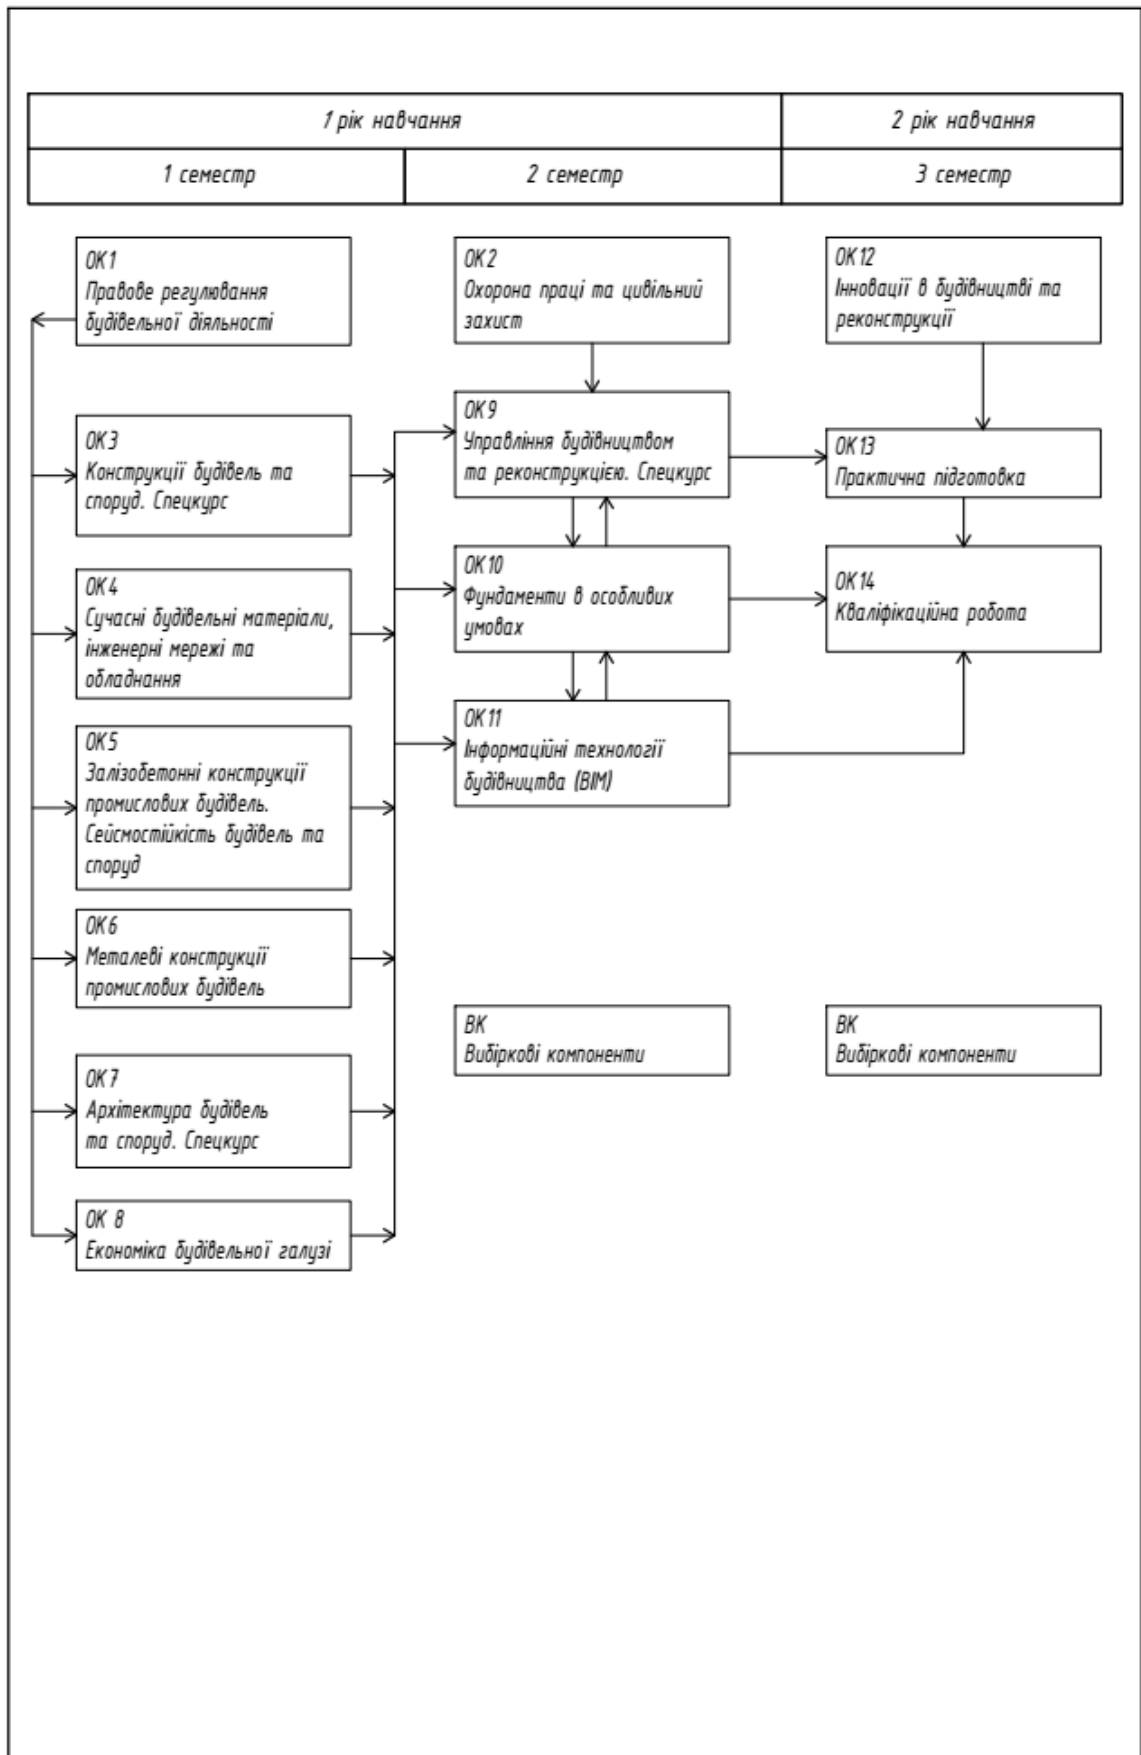 1 рік навчання
2 рік навчання
1 семестр
2 семестр
3 семестр
ОК1
Правове регулювання
будівельної діяльності
ОК3
Конструкції будівель та
споруд. Спецкурс
ОК4
Сучасні будівельні матеріали,
інженерні мережі та
обладнання
ОК5
Залізобетонні конструкції
промислових будівель.
Сейсмостійкість будівель та
споруд
ОК6
Металеві конструкції
промислових будівель
ОК7
Архітектура будівель
та споруд. Спецкурс
ОК 8
Економіка будівельної галузі
ОК2
Охорона праці та цивільний
захист
ОК9
Управління будівництвом
та реконструкцією. Спецкурс
ОК10
Фундаменти в особливих
умовах
ОК11
Інформаційні технології
будівництва (BIM)
ВК
Вибіркові компоненти
ОК12
Інновації в будівництві та
реконструкції
ОК13
Практична підготовка
ОК14
Кваліфікаційна робота
ВК
Вибіркові компоненти